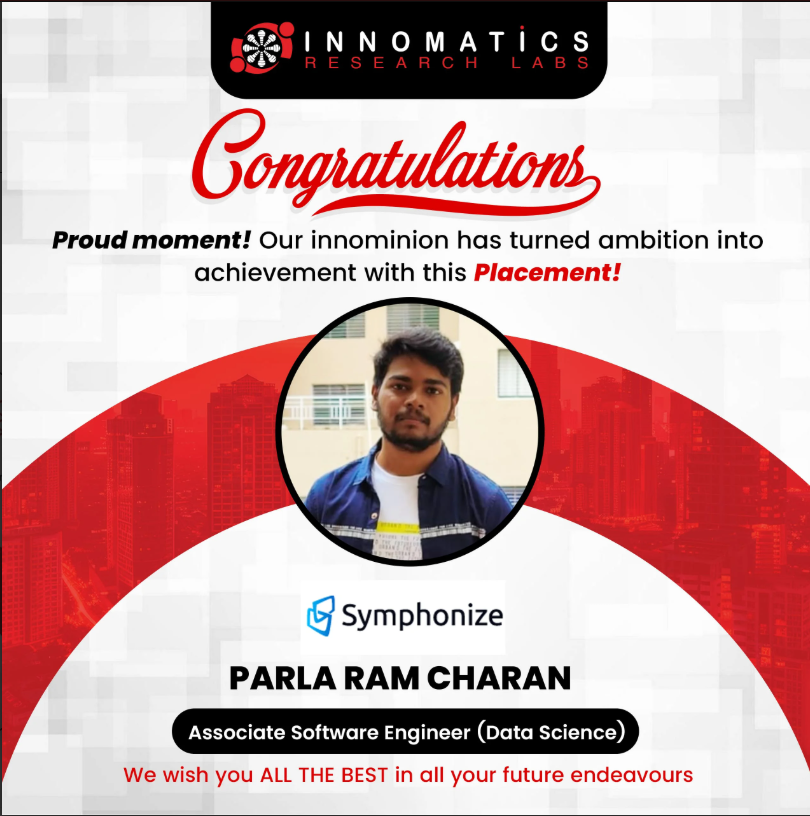 INNOMATICS
RESEARCH LABS
Congratulations
Proud moment! Our innominion has turned ambition into
achievement with this Placement!
Symphonize
PARLA RAM CHARAN
Associate Software Engineer (Data Science)
We wish you ALL THE BEST in all your future endeavours